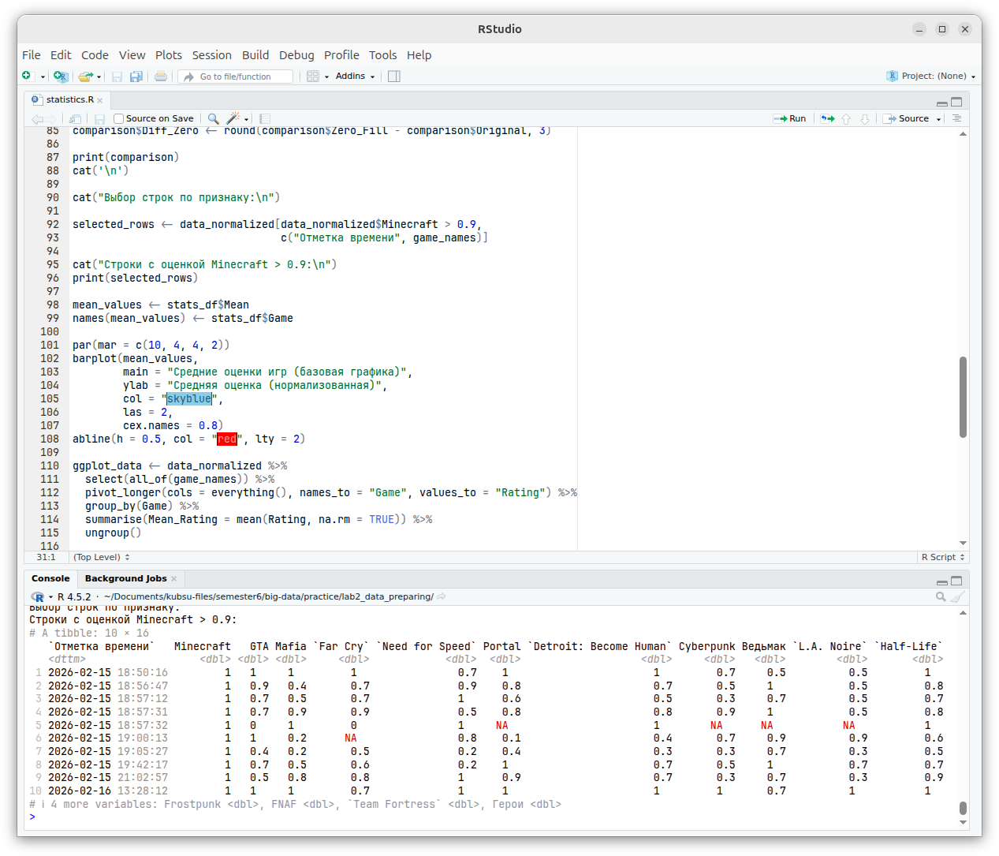 RStudio
File Edit Code View Plots Session Build Debug Profile Tools Help
Go to file/function Addins Project: (None)
statistics.R
Source on Save Run Source
85 comparison$Diff_Zero <- round(comparison$Zero_Fill - comparison$Original, 3)
86
87 print(comparison)
88 cat('\n')
89
90 cat("Выбор строк по признаку:\n")
91
92 selected_rows <- data_normalized[data_normalized$Minecraft > 0.9,
93 c("Отметка времени", game_names)]
94
95 cat("Строки с оценкой Minecraft > 0.9:\n")
96 print(selected_rows)
97
98 mean_values <- stats_df$Mean
99 names(mean_values) <- stats_df$Game
100
101 par(mar = c(10, 4, 4, 2))
102 barplot(mean_values,
103 main = "Средние оценки игр (базовая графика)",
104 ylab = "Средняя оценка (нормализованная)",
105 col = "skyblue",
106 las = 2,
107 cex.names = 0.8)
108 abline(h = 0.5, col = "red", lty = 2)
109
110 ggplot_data <- data_normalized %>%
111 select(all_of(game_names)) %>%
112 pivot_longer(cols = everything(), names_to = "Game", values_to = "Rating") %>%
113 group_by(Game) %>%
114 summarise(Mean_Rating = mean(Rating, na.rm = TRUE)) %>%
115 ungroup()
116
31:1 (Top Level) R Script
Console Background Jobs
R 4.5.2 · ~/Documents/kubsu-files/semester6/big-data/practice/lab2_data_preparing/
Выбор строк по признаку:
Строки с оценкой Minecraft > 0.9:
# A tibble: 10 × 16
`Отметка времени` Minecraft GTA Mafia `Far Cry` `Need for Speed` Portal `Detroit: Become Human` Cyberpunk Ведьмак `L.A. Noire` `Half-Life`
<dttm> <dbl> <dbl> <dbl> <dbl> <dbl> <dbl> <dbl> <dbl> <dbl> <dbl> <dbl>
1 2026-02-15 18:50:16 1 1 1 1 0.7 1 1 0.7 0.5 0.5 1
2 2026-02-15 18:56:47 1 0.9 0.4 0.7 0.9 0.8 0.7 0.5 1 0.5 0.8
3 2026-02-15 18:57:12 1 0.7 0.5 0.7 1 0.6 0.5 0.3 0.7 0.5 0.7
4 2026-02-15 18:57:31 1 0.7 0.9 0.9 0.5 0.8 0.8 0.9 1 0.5 0.8
5 2026-02-15 18:57:32 1 0 1 0 1 NA 1 NA NA NA 1
6 2026-02-15 19:00:13 1 1 0.2 NA 0.8 0.1 0.4 0.7 0.9 0.9 0.6
7 2026-02-15 19:05:27 1 0.4 0.2 0.5 0.2 0.4 0.3 0.3 0.7 0.3 0.5
8 2026-02-15 19:42:17 1 0.7 0.5 0.6 0.2 1 0.7 0.5 1 0.7 0.7
9 2026-02-15 21:02:57 1 0.5 0.8 0.8 1 0.9 0.7 0.3 0.7 0.3 0.9
10 2026-02-16 13:28:12 1 1 1 0.7 1 1 1 1 0.7 1 1
# ℹ 4 more variables: Frostpunk <dbl>, FNAF <dbl>, `Team Fortress` <dbl>, Герои <dbl>
>